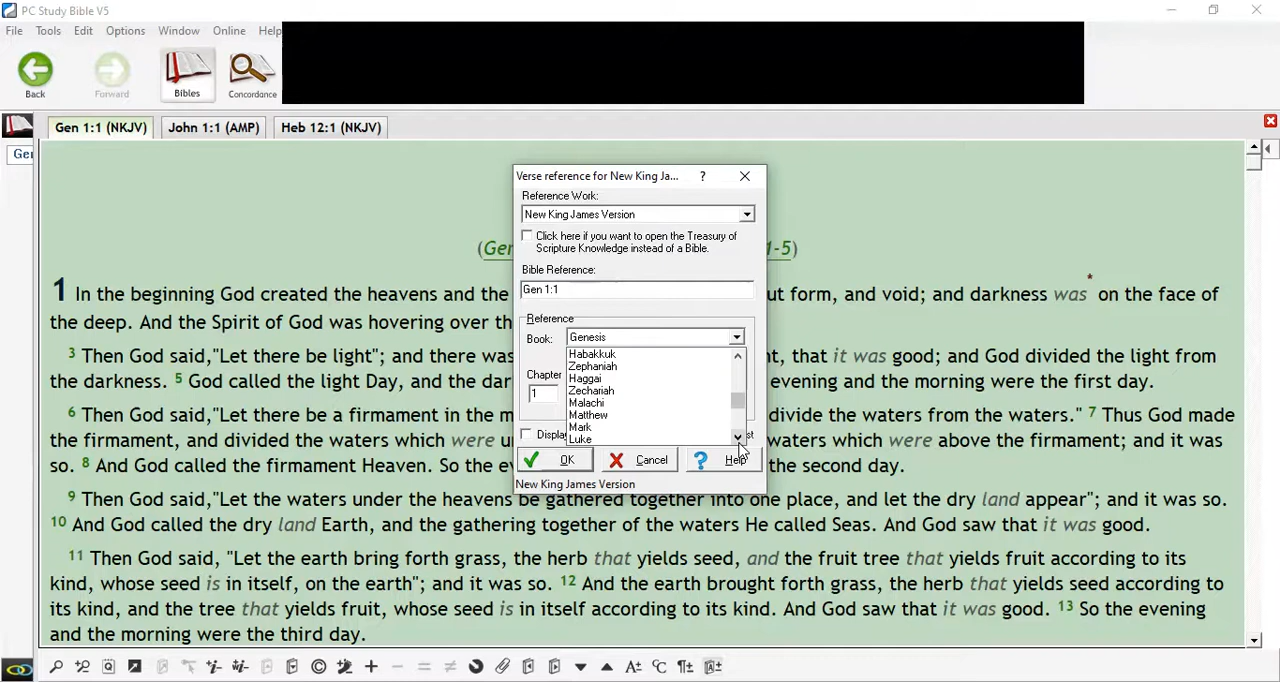 PC Study Bible V5
File Tools Edit Options Window Online Help
Back Forward Bibles Concordance
Gen 1:1 (NKJV) John 1:1 (AMP) Heb 12:1 (NKJV)
Ger
Verse reference for New King Ja... ?
Reference Work:
New King James Version
Click here if you want to open the Treasury of
Scripture Knowledge instead of a Bible.
Bible Reference:
Gen 1:1
Reference
Book: Genesis
Habakkuk
Zephaniah
Haggai
Zechariah
Malachi
Matthew
Mark
Luke
Chapter
1
OK Cancel ? Help
New King James Version
(Gen 1-5)
1 In the beginning God created the heavens and the ut form, and void; and darkness was * on the face of
the deep. And the Spirit of God was hovering over th
3 Then God said,"Let there be light"; and there was nt, that it was good; and God divided the light from
the darkness. 5 God called the light Day, and the dar evening and the morning were the first day.
6 Then God said,"Let there be a firmament in the m divide the waters from the waters." 7 Thus God made
the firmament, and divided the waters which were u waters which were above the firmament; and it was
so. 8 And God called the firmament Heaven. So the e the second day.
9 Then God said,"Let the waters under the heavens be gathered together into one place, and let the dry land appear"; and it was so.
10 And God called the dry land Earth, and the gathering together of the waters He called Seas. And God saw that it was good.
11 Then God said, "Let the earth bring forth grass, the herb that yields seed, and the fruit tree that yields fruit according to its
kind, whose seed is in itself, on the earth"; and it was so. 12 And the earth brought forth grass, the herb that yields seed according to
its kind, and the tree that yields fruit, whose seed is in itself according to its kind. And God saw that it was good. 13 So the evening
and the morning were the third day.